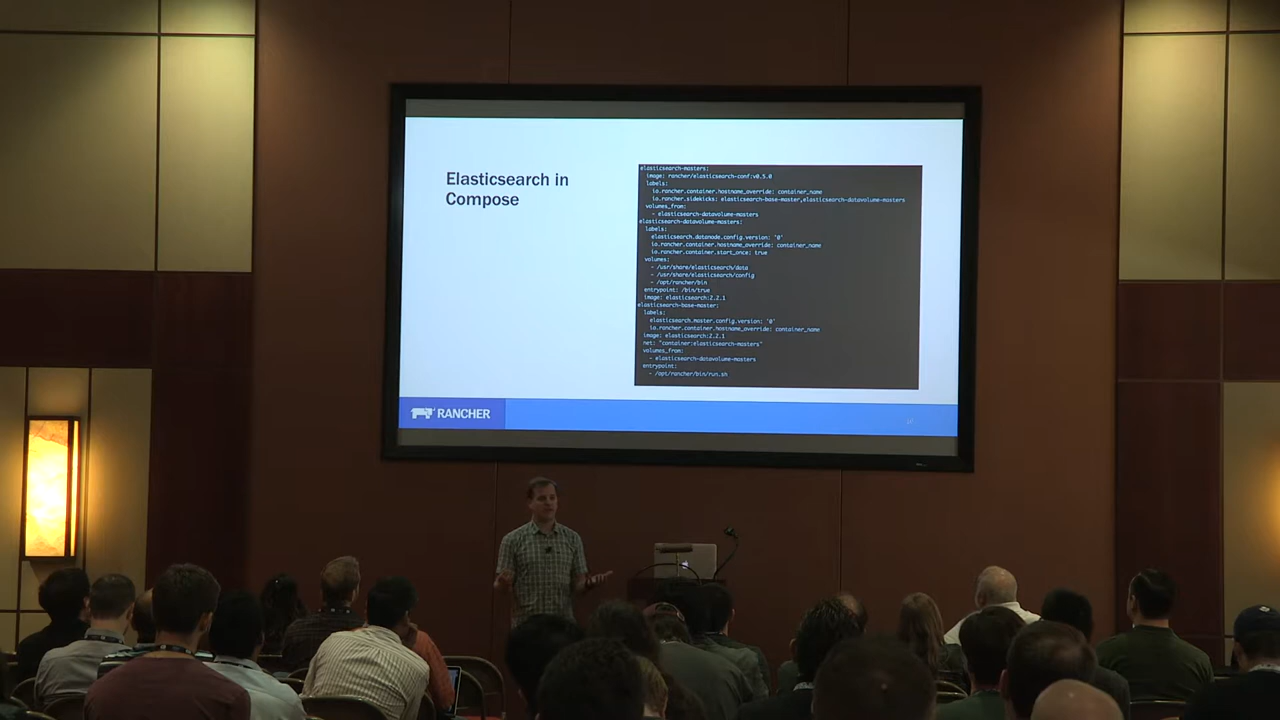 Elasticsearch in
Compose
elasticsearch-masters:
image: rancher/elasticsearch-conf:v0.5.0
labels:
io.rancher.container.hostname_override: container_name
io.rancher.sidekicks: elasticsearch-base-master,elasticsearch-datavolume-masters
volumes_from:
- elasticsearch-datavolume-masters
elasticsearch-datavolume-masters:
labels:
elasticsearch.datanode.config.version: '0'
io.rancher.container.hostname_override: container_name
io.rancher.container.start_once: true
volumes:
- /usr/share/elasticsearch/data
- /usr/share/elasticsearch/config
- /opt/rancher/bin
entrypoint: /bin/true
image: elasticsearch:2.2.1
elasticsearch-base-master:
labels:
elasticsearch.master.config.version: '0'
io.rancher.container.hostname_override: container_name
image: elasticsearch:2.2.1
net: "container:elasticsearch-masters"
volumes_from:
- elasticsearch-datavolume-masters
entrypoint:
- /opt/rancher/bin/run.sh
RANCHER